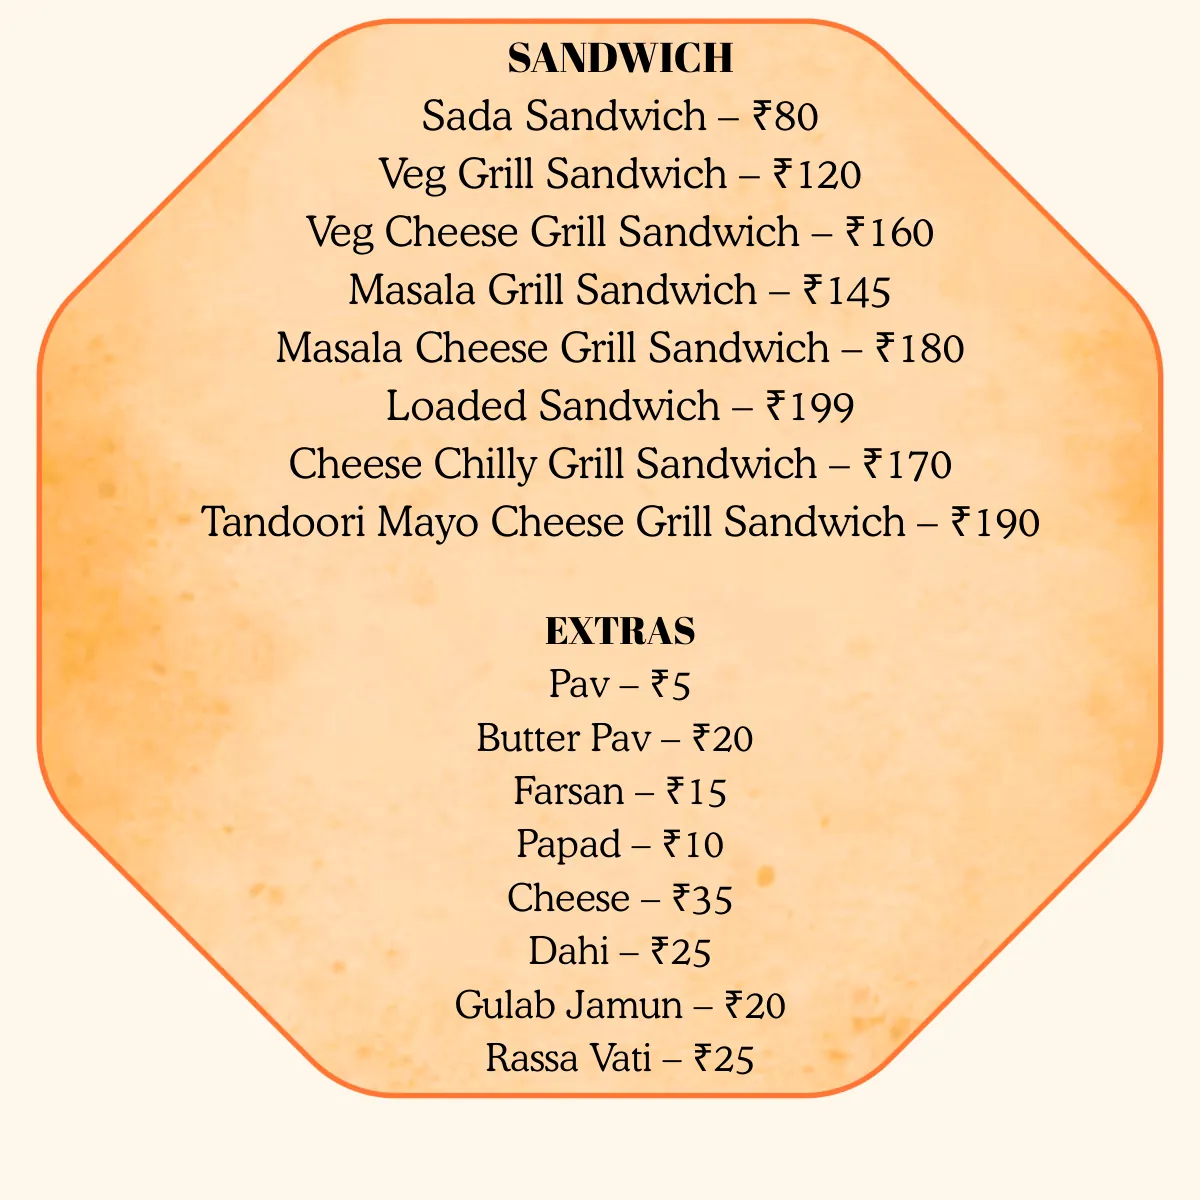 SANDWICH
Sada Sandwich – ₹80
Veg Grill Sandwich – ₹120
Veg Cheese Grill Sandwich – ₹160
Masala Grill Sandwich – ₹145
Masala Cheese Grill Sandwich – ₹180
Loaded Sandwich – ₹199
Cheese Chilly Grill Sandwich – ₹170
Tandoori Mayo Cheese Grill Sandwich – ₹190
EXTRAS
Pav – ₹5
Butter Pav – ₹20
Farsan – ₹15
Papad – ₹10
Cheese – ₹35
Dahi – ₹25
Gulab Jamun – ₹20
Rassa Vati – ₹25